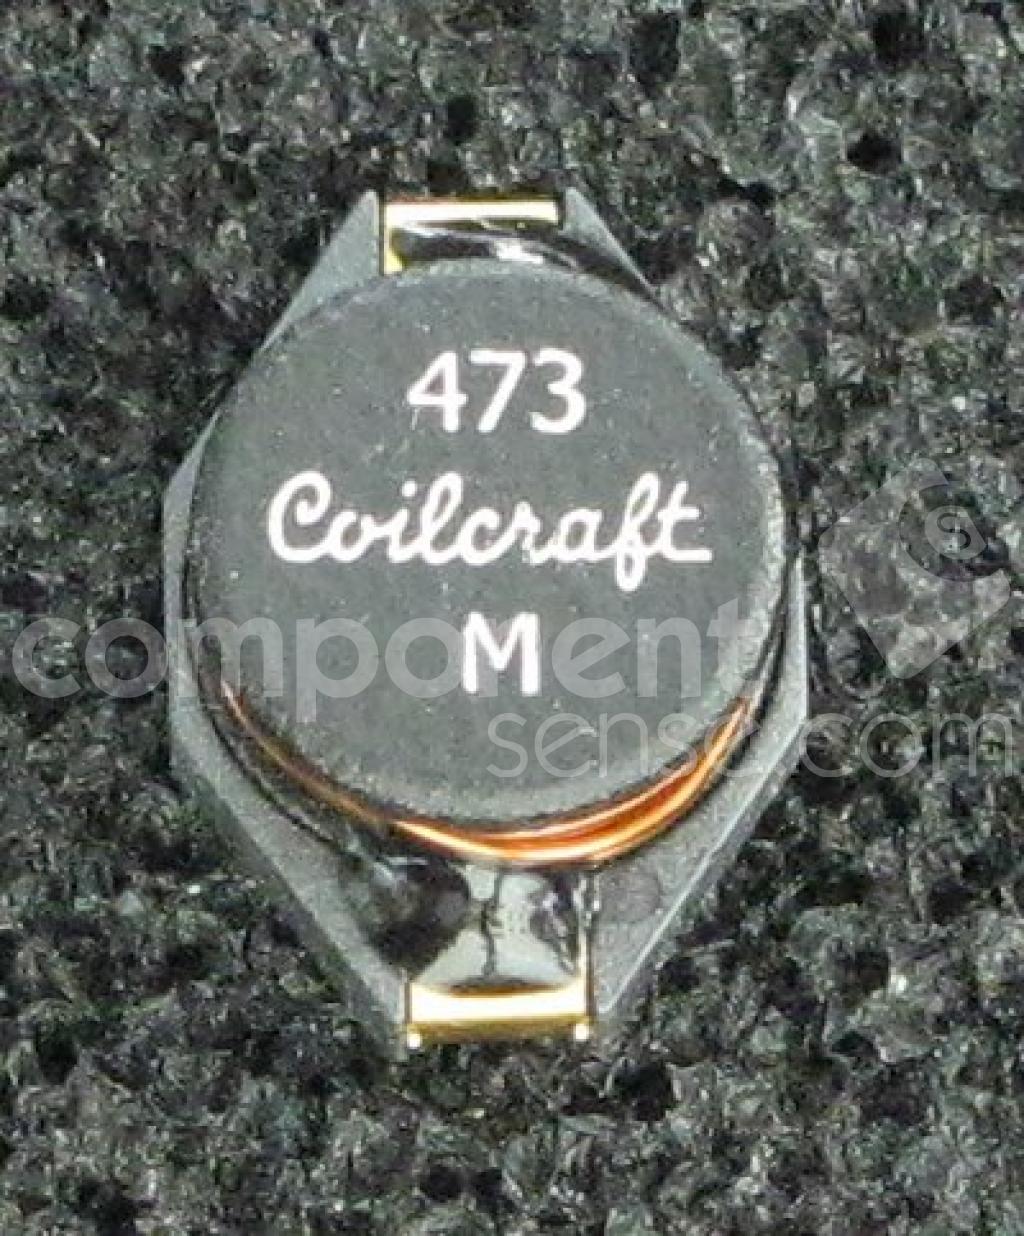 473
Coilcraft
M
component
sense.com